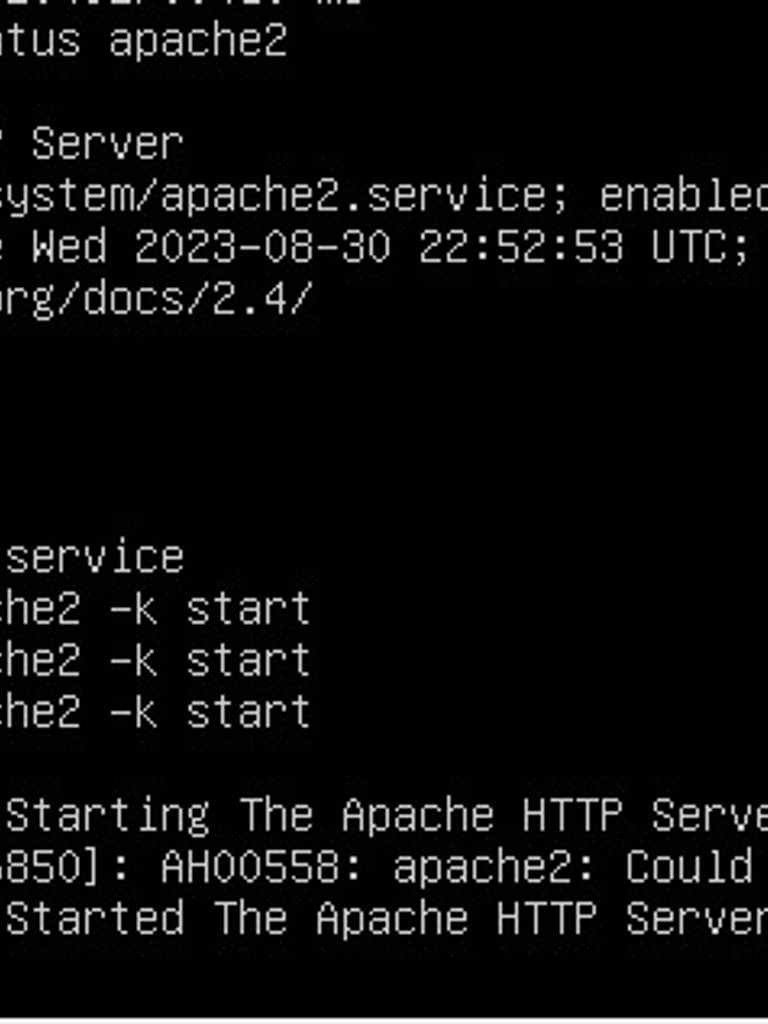 tus apache2
Server
system/apache2.service; enabled
Wed 2023-08-30 22:52:53 UTC;
org/docs/2.4/
service
che2 -k start
che2 -k start
che2 -k start
Starting The Apache HTTP Serve
6850]: AH00558: apache2: Could
Started The Apache HTTP Server